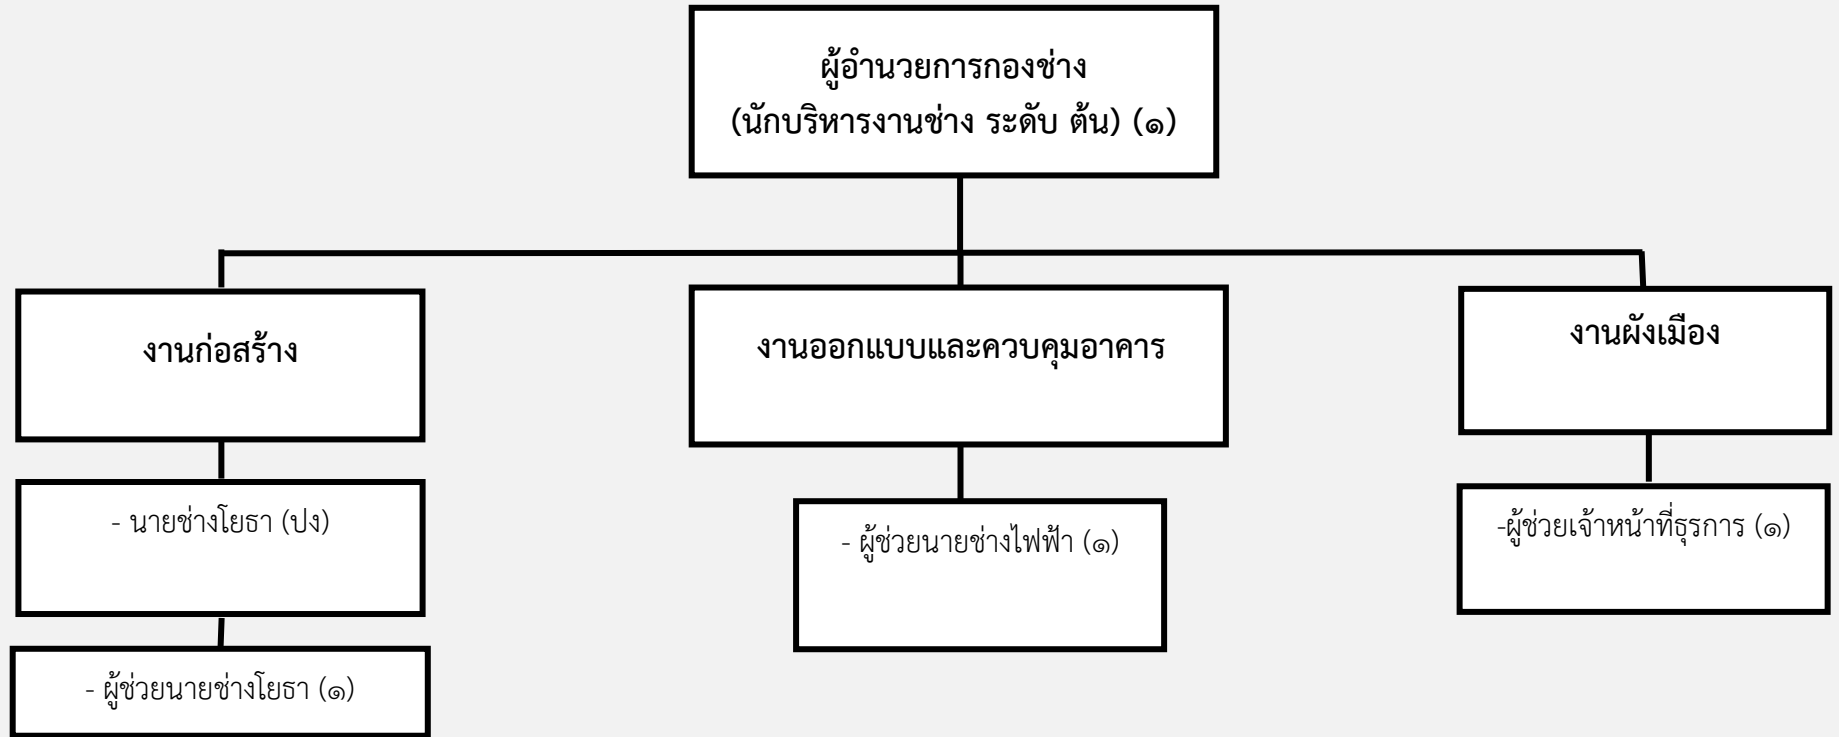 ผู้อำนวยการกองช่าง
(นักบริหารงานช่าง ระดับ ต้น) (๑)
งานก่อสร้าง
งานออกแบบและควบคุมอาคาร
งานผังเมือง
- นายช่างโยธา (ปง)
- ผู้ช่วยนายช่างไฟฟ้า (๑)
-ผู้ช่วยเจ้าหน้าที่ธุรการ (๑)
- ผู้ช่วยนายช่างโยธา (๑)